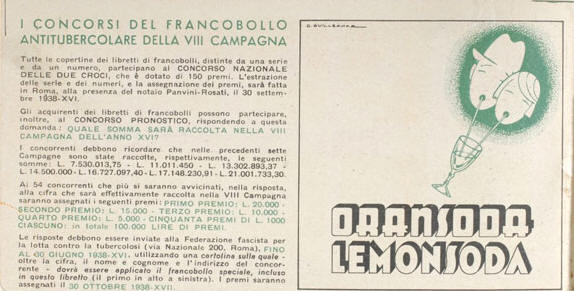 I CONCORSI DEL FRANCOBOLLO
ANTITUBERCOLARE DELLA VIII CAMPAGNA
Tutte le copertine dei libretti di francobolli, distinte da una serie
e da un numero, partecipano al CONCORSO NAZIONALE
DELLE DUE CROCI, che è dotato di 150 premi. L'estrazione
delle serie e dei numeri, e la assegnazione dei premi, sarà fatta
in Roma, alla presenza del notaio Panvini-Rosati, il 30 settem-
bre 1938-XVI.
Gli acquirenti dei libretti di francobolli possono partecipare,
inoltre, al CONCORSO PRONOSTICO, rispondendo a questa
domanda: QUALE SOMMA SARÀ RACCOLTA NELLA VIII
CAMPAGNA DELL'ANNO XVI?
I concorrenti debbono ricordare che nelle precedenti sette
Campagne sono state raccolte, rispettivamente, le seguenti
somme: L. 7.530.013,75 - L. 11.011.450 - L. 13.302.893,37 -
L. 14.500.000 - L. 16.727.097,40 - L. 17.148.230,91 - L. 21.001.733,30.
Ai 54 concorrenti che più si saranno avvicinati, nella risposta,
alla cifra che sarà effettivamente raccolta nella VIII Campagna
saranno assegnati i seguenti premi: PRIMO PREMIO: L. 20.000 -
SECONDO PREMIO: L. 15.000 - TERZO PREMIO: L. 10.000 -
QUARTO PREMIO: L. 5.000 - CINQUANTA PREMI DI L. 1000
CIASCUNO: in totale 100.000 LIRE DI PREMI.
Le risposte debbono essere inviate alla Federazione fascista per
la lotta contro la tubercolosi (via Nazionale 200, Roma), FINO
AL 30 GIUGNO 1938-XVI, utilizzando una cartolina sulla quale -
oltre la cifra, il nome e cognome e l'indirizzo del concor-
rente - dovrà essere applicato il francobollo speciale, incluso
in questo libretto (il primo in alto a sinistra). I premi saranno
assegnati il 30 OTTOBRE 1938-XVI.
ORANSODA
LEMONSODA